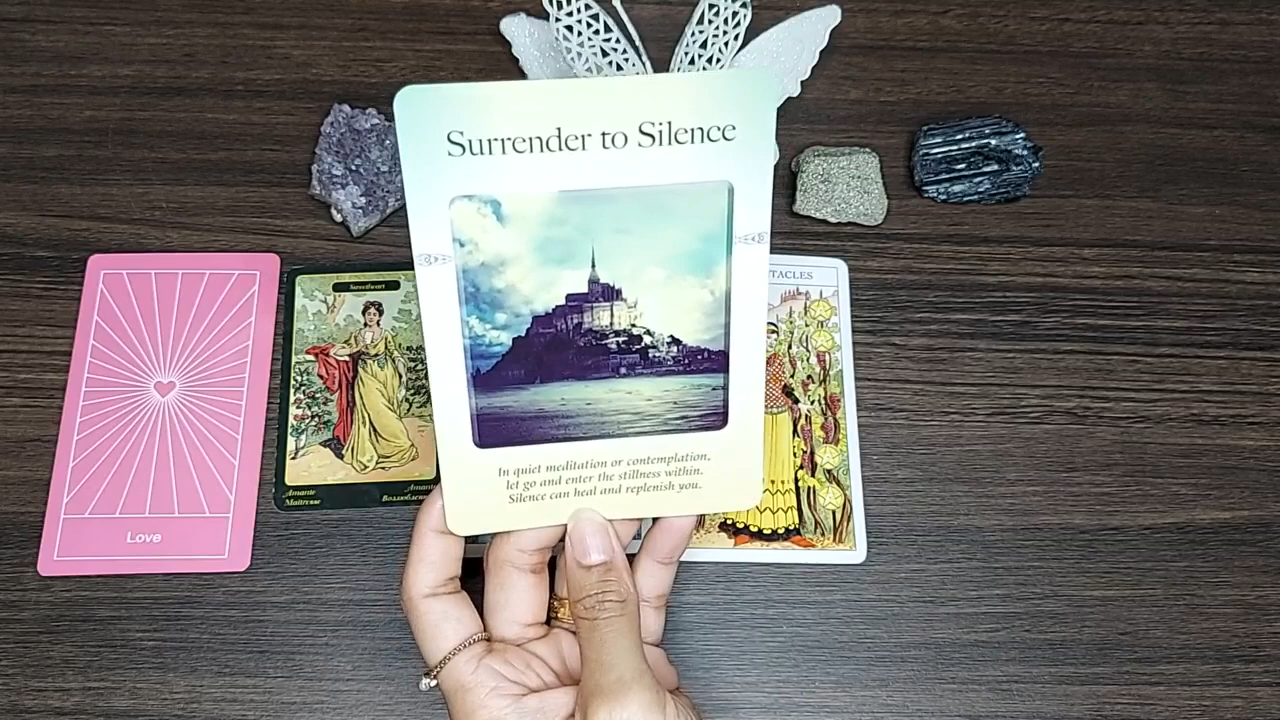 Surrender to Silence
In quiet meditation or contemplation,
let go and enter the stillness within.
Silence can heal and replenish you.
Love
Sweetheart
Amante
Maitresse
TACLES